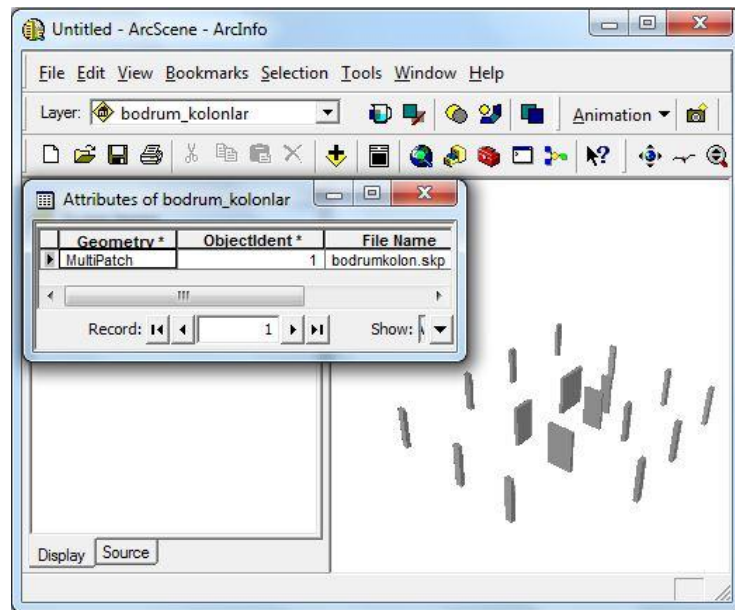 Untitled - ArcScene - ArcInfo
File Edit View Bookmarks Selection Tools Window Help
Layer: bodrum_kolonlar Animation
Attributes of bodrum_kolonlar
Geometry * ObjectIdent * File Name
MultiPatch 1 bodrumkolon.skp
Record: 1 Show:
Display Source